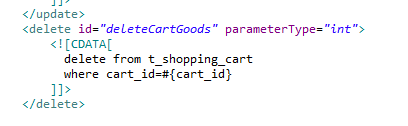 ]]>
</update>
<delete id="deleteCartGoods" parameterType="int">
<![CDATA[
delete from t_shopping_cart
where cart_id=#{cart_id}
]]>
</delete>